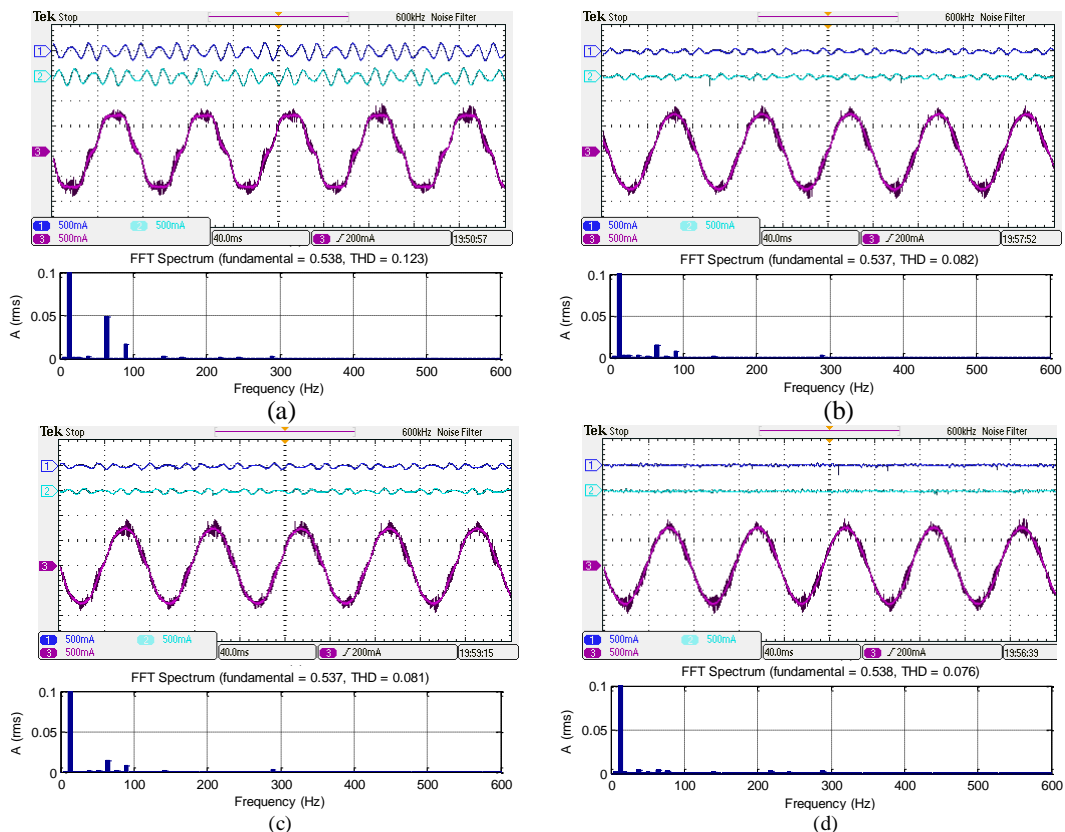 Tek Stop 600kHz Noise Filter
1
2
3
1 500mA 2 500mA
3 500mA 40.0ms 3 200mA 19:50:57
FFT Spectrum (fundamental = 0.538, THD = 0.123)
A (rms)
0.1
0.05
0
0 100 200 300 400 500 600
Frequency (Hz)
(a)
Tek Stop 600kHz Noise Filter
1
2
3
1 500mA 2 500mA
3 500mA 40.0ms 3 200mA 19:57:52
FFT Spectrum (fundamental = 0.537, THD = 0.082)
A (rms)
0.1
0.05
0
0 100 200 300 400 500 600
Frequency (Hz)
(b)
Tek Stop 600kHz Noise Filter
1
2
3
1 500mA 2 500mA
3 500mA 40.0ms 3 200mA 19:59:15
FFT Spectrum (fundamental = 0.537, THD = 0.081)
A (rms)
0.1
0.05
0
0 100 200 300 400 500 600
Frequency (Hz)
(c)
Tek Stop 600kHz Noise Filter
1
2
3
1 500mA 2 500mA
3 500mA 40.0ms 3 200mA 19:56:39
FFT Spectrum (fundamental = 0.538, THD = 0.076)
A (rms)
0.1
0.05
0
0 100 200 300 400 500 600
Frequency (Hz)
(d)